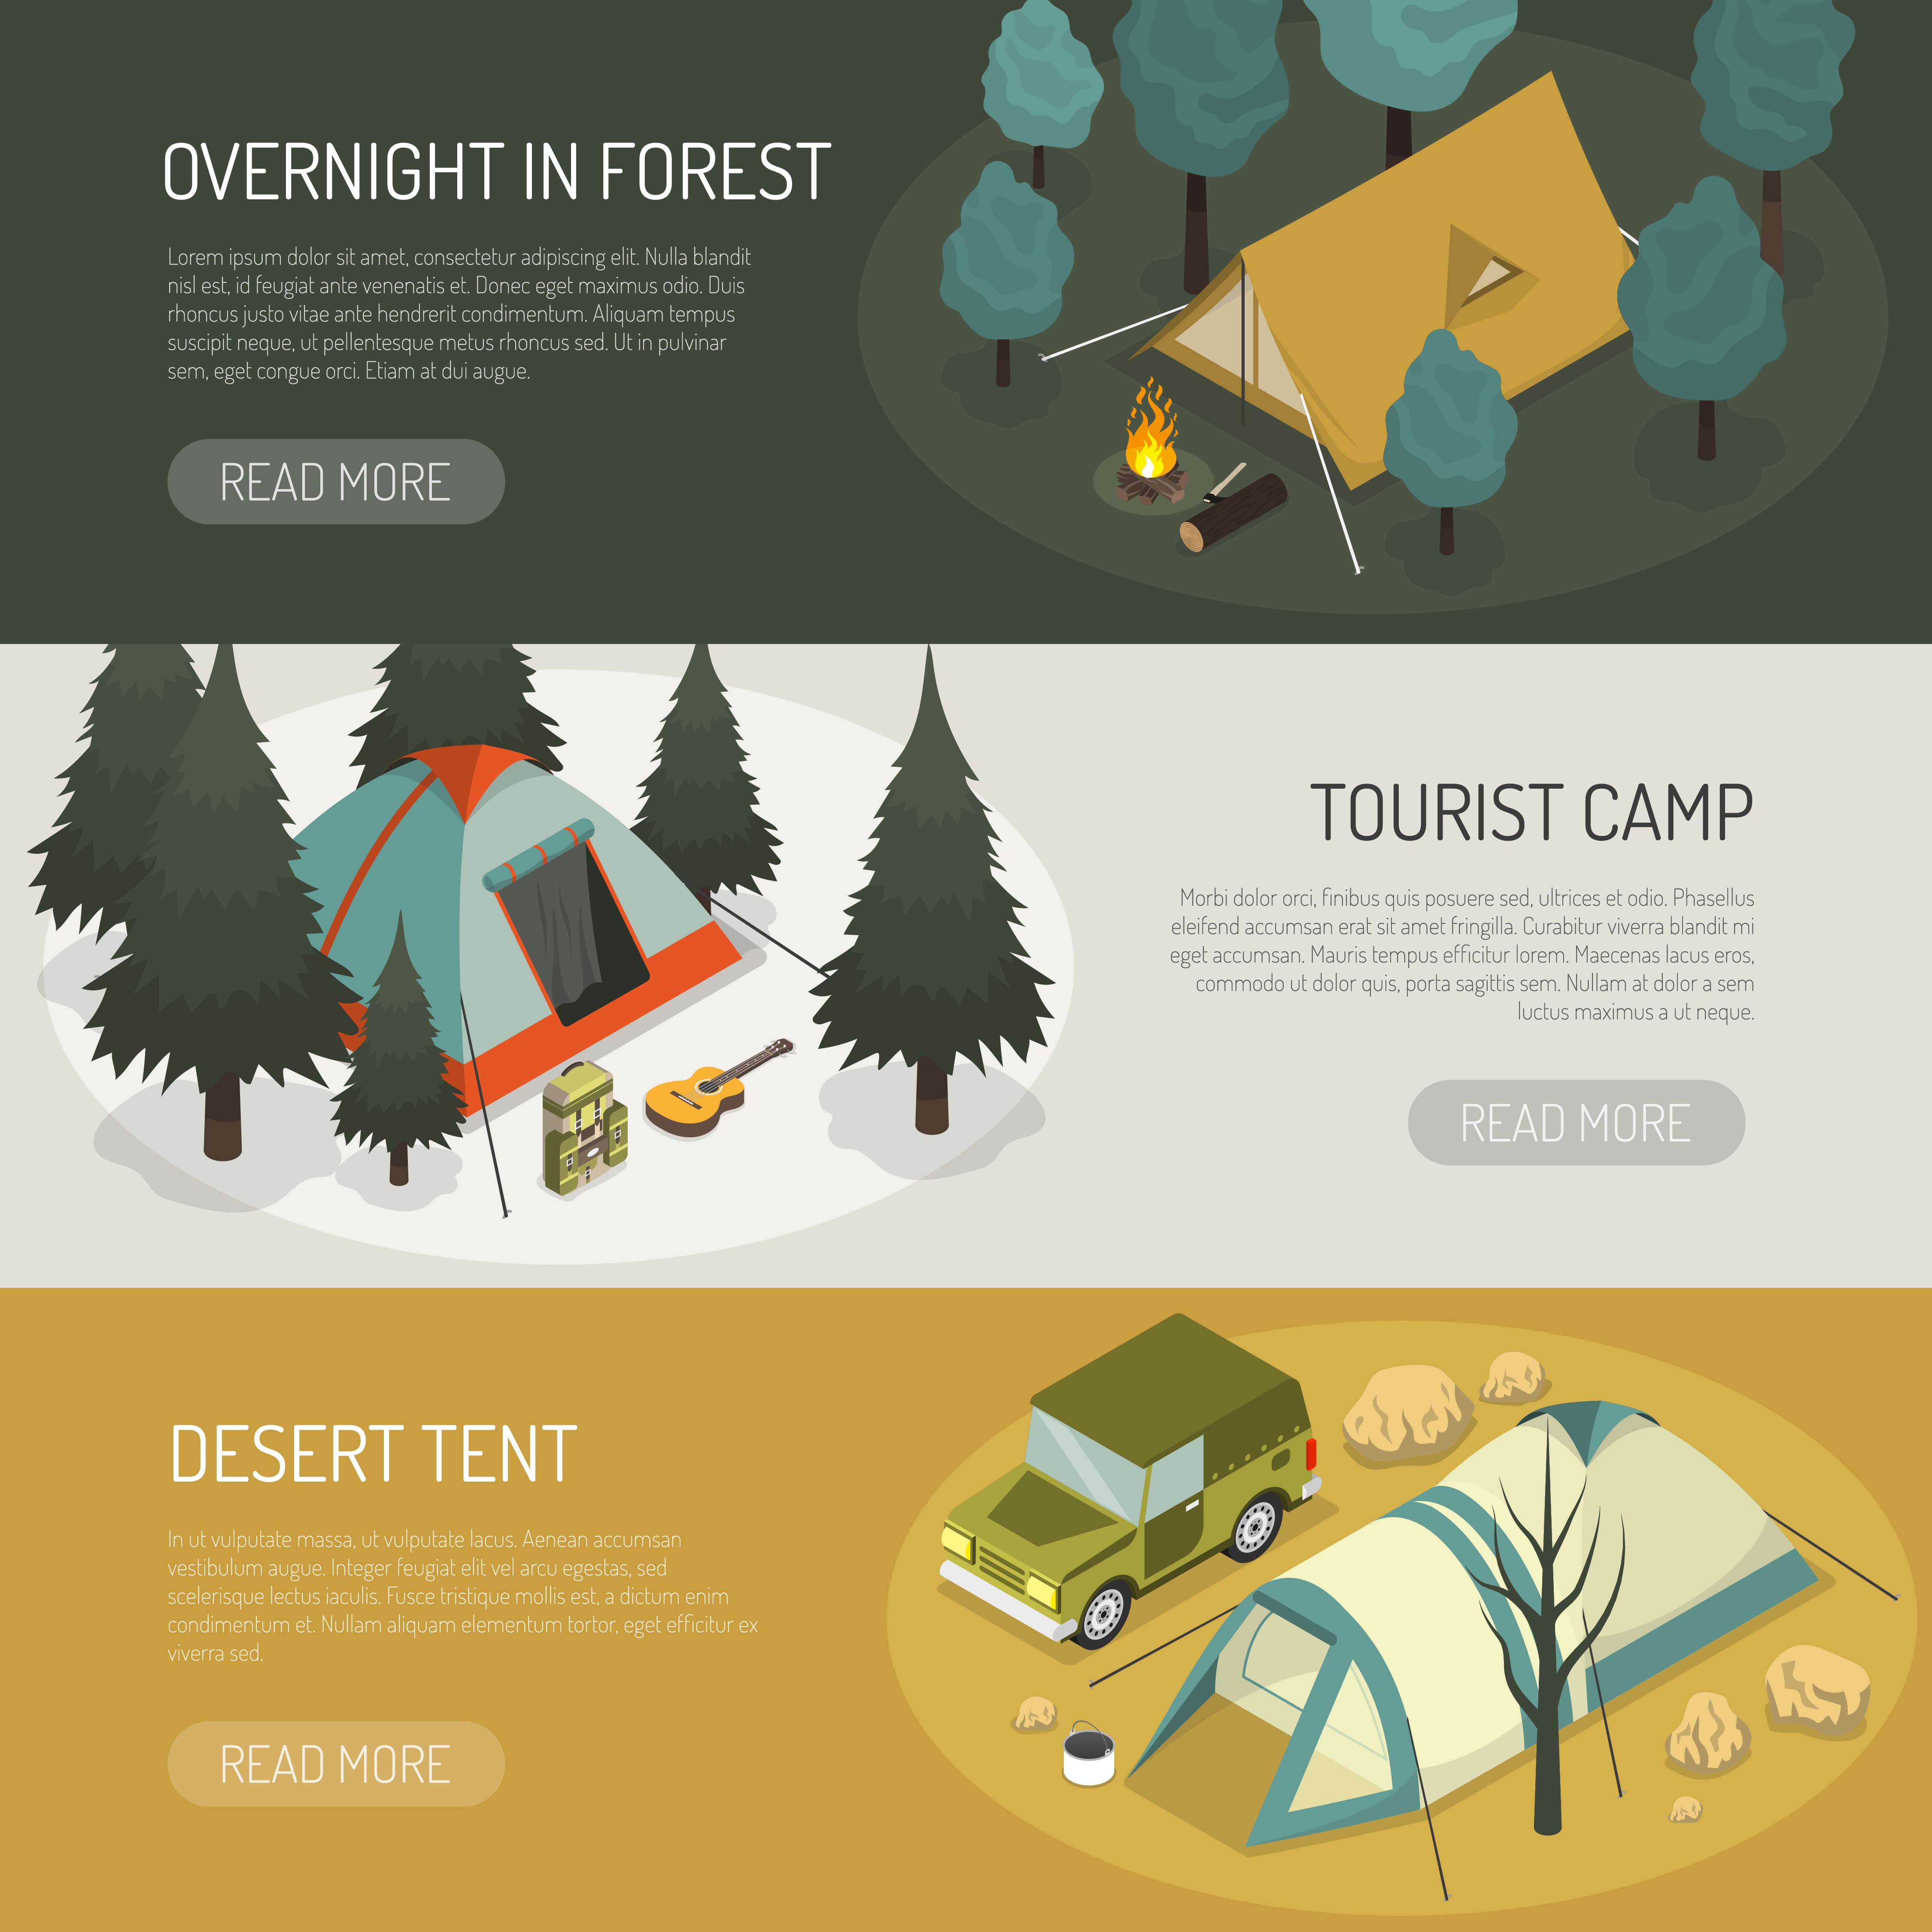 OVERNIGHT IN FOREST
Lorem ipsum dolor sit amet, consectetur adipiscing elit. Nulla blandit
nisl est, id feugiat ante venenatis et. Donec eget maximus odio. Duis
rhoncus justo vitae ante hendrerit condimentum. Aliquam tempus
suscipit neque, ut pellentesque metus rhoncus sed. Ut in pulvinar
sem, eget congue orci. Etiam at dui augue.
READ MORE
TOURIST CAMP
Morbi dolor orci, finibus quis posuere sed, ultrices et odio. Phasellus
eleifend accumsan erat sit amet fringilla. Curabitur viverra blandit mi
eget accumsan. Mauris tempus efficitur lorem. Maecenas lacus eros,
commodo ut dolor quis, porta sagittis sem. Nullam at dolor a sem
luctus maximus a ut neque.
READ MORE
DESERT TENT
In ut vulputate massa, ut vulputate lacus. Aenean accumsan
vestibulum augue. Integer feugiat elit vel arcu egestas, sed
scelerisque lectus iaculis. Fusce tristique mollis est, a dictum enim
condimentum et. Nullam aliquam elementum tortor, eget efficitur ex
viverra sed.
READ MORE